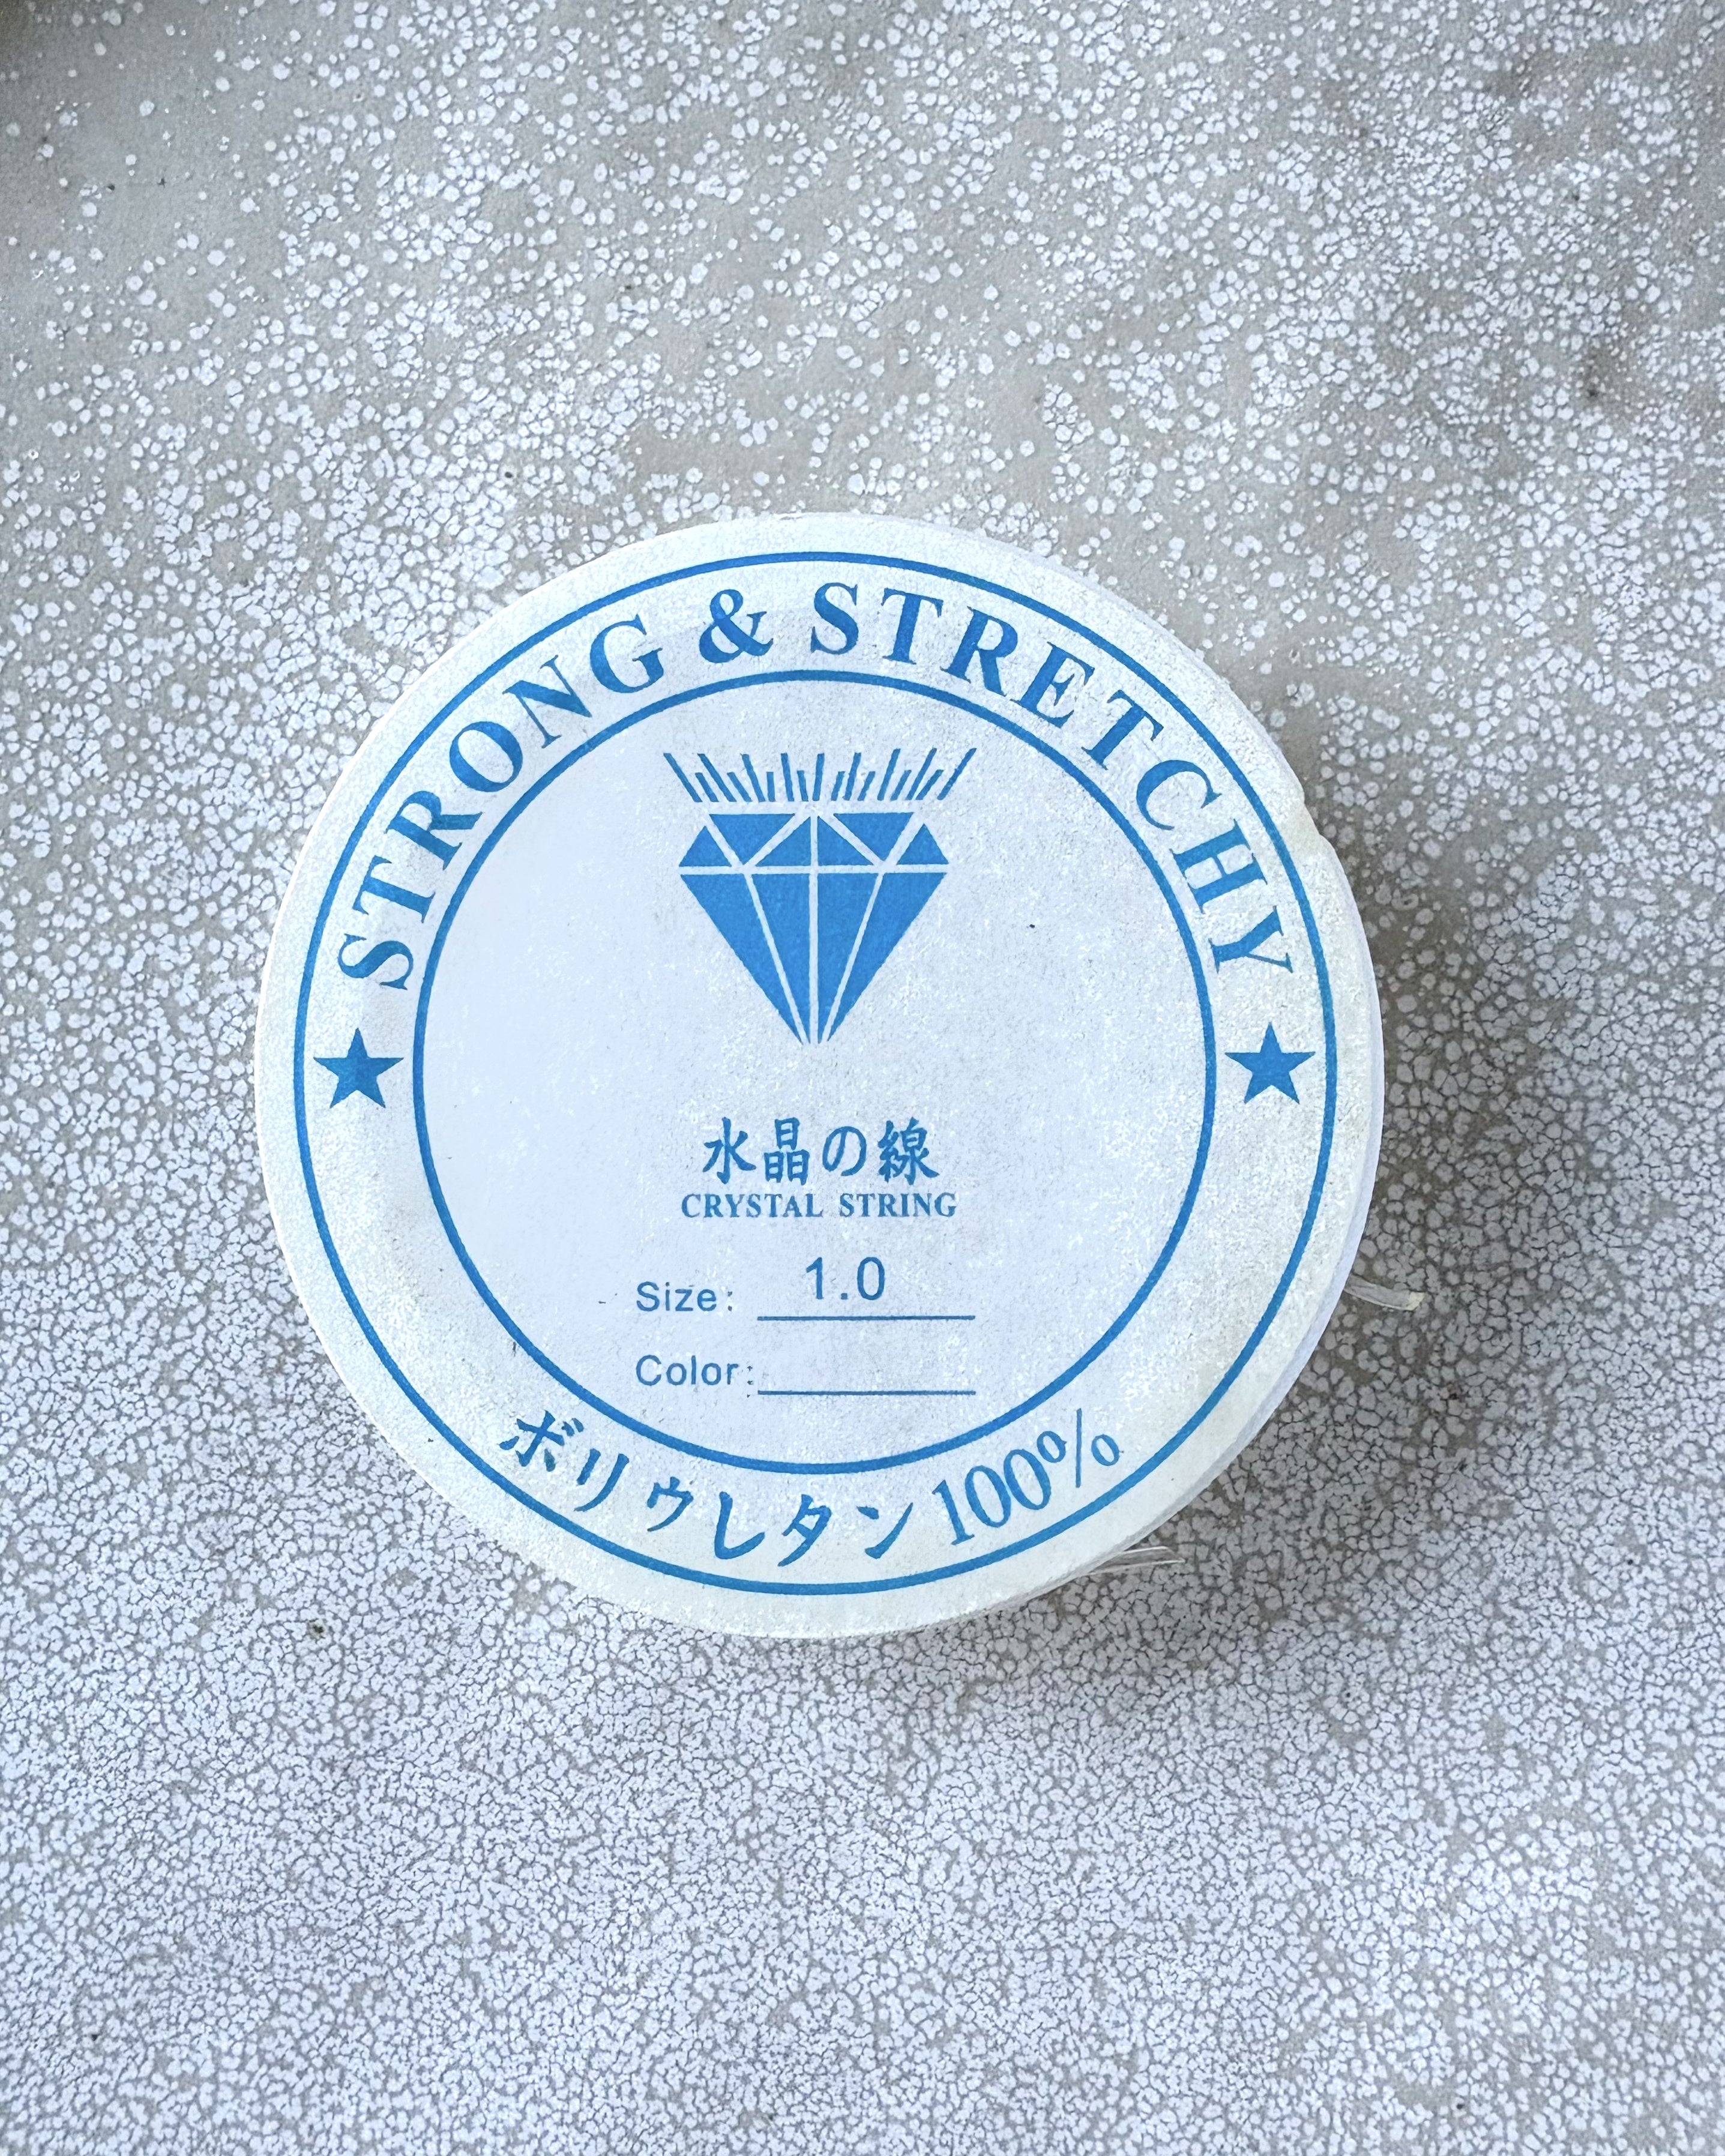 STRONG & STRETCHY
水晶の線
CRYSTAL STRING
Size: 1.0
Color:
ボリウレタン100%